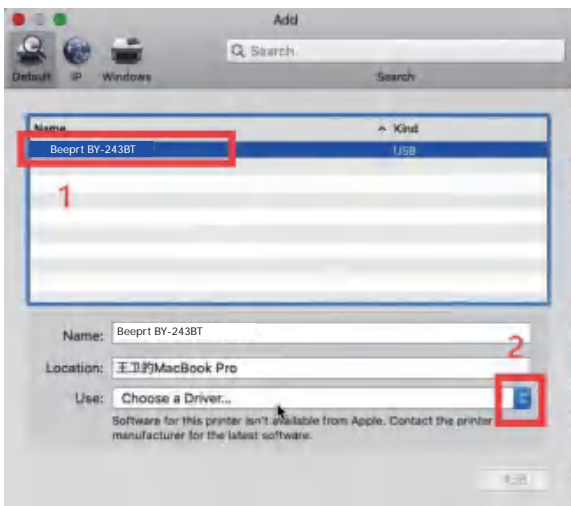 Add
Search
Default IP Windows Search
Name Kind
Beeprt BY-243BT USB
1
Name: Beeprt BY-243BT
2
Location: 王卫的MacBook Pro
Use: Choose a Driver...
Software for this printer isn't available from Apple. Contact the printer
manufacturer for the latest software.